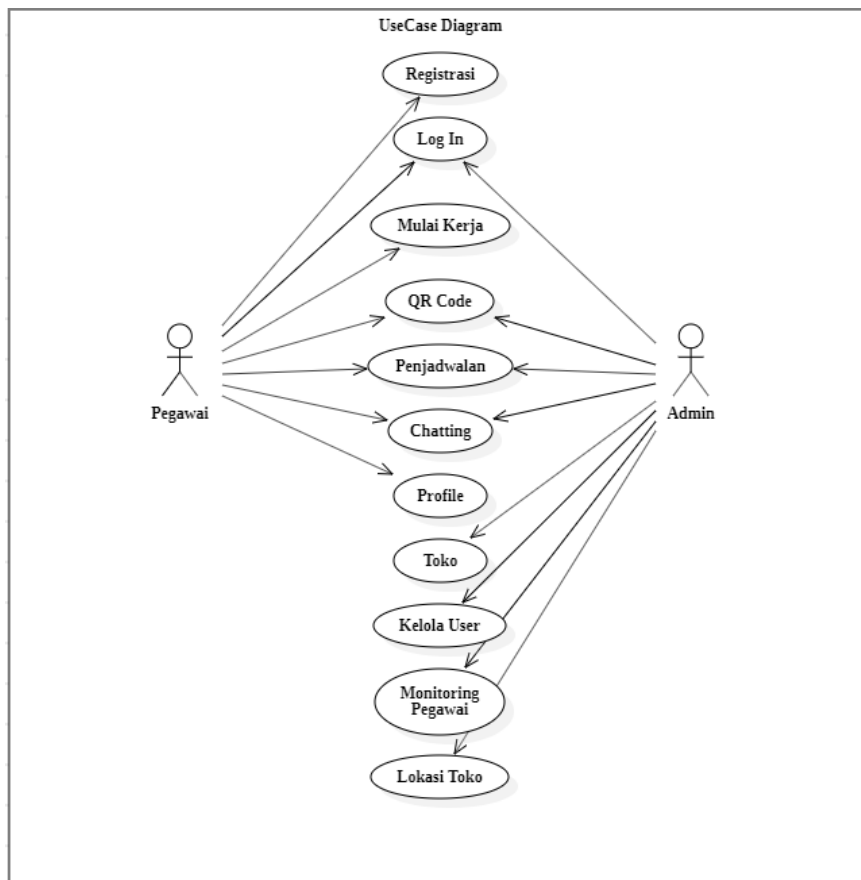 UseCase Diagram
Registrasi
Log In
Mulai Kerja
QR Code
Penjadwalan
Pegawai
Admin
Chatting
Profile
Toko
Kelola User
Monitoring
Pegawai
Lokasi Toko